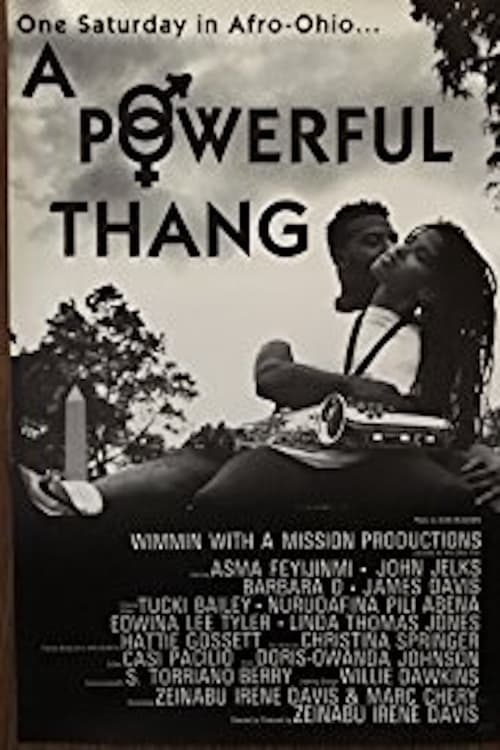 One Saturday in Afro-Ohio...
A
POWERFUL
THANG
WIMMIN WITH A MISSION PRODUCTIONS
ASMA FEYIJINMI • JOHN JELKS
BARBARA O • JAMES DAVIS
TUCKI BAILEY • NURUDAFINA PILI ABENA
EDWINA LEE TYLER • LINDA THOMAS JONES
HATTIE GOSSETT CHRISTINA SPRINGER
CASI PACILIO DORIS-OWANDA JOHNSON
S. TORRIANO BERRY WILLIE DAWKINS
ZEINABU IRENE DAVIS & MARC CHERY
ZEINABU IRENE DAVIS